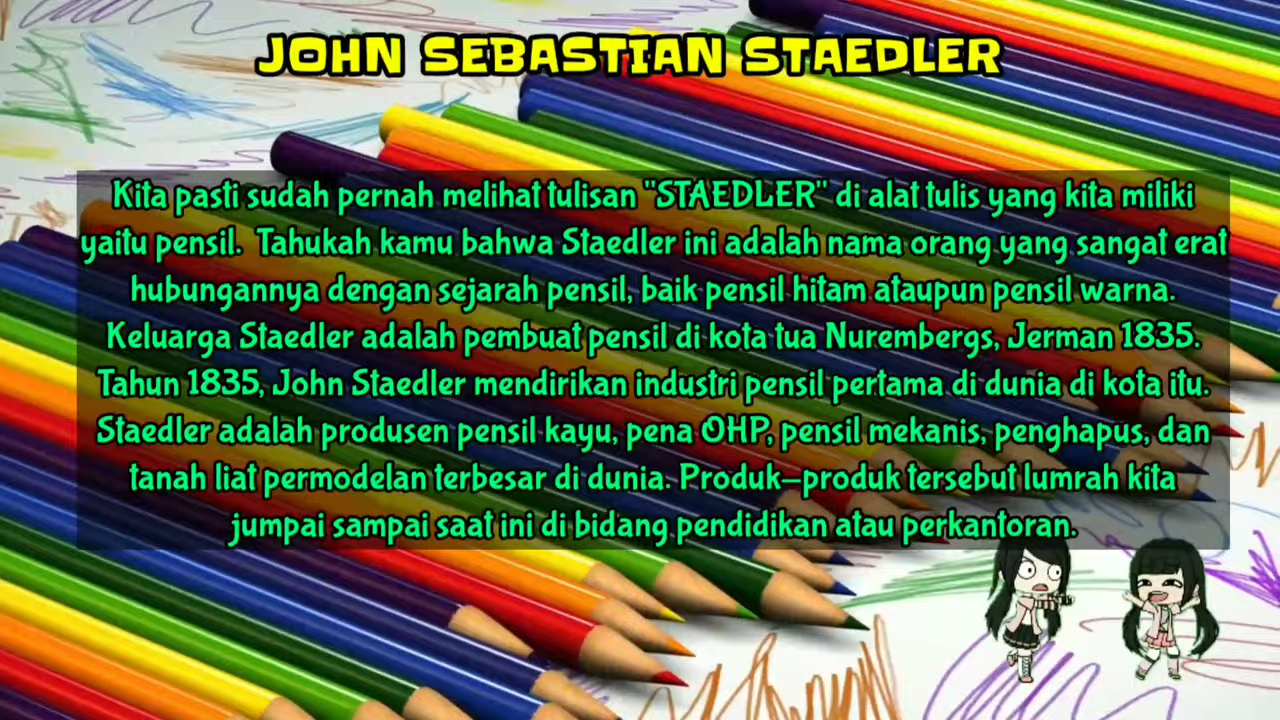 JOHN SEBASTIAN STAEDLER
Kita pasti sudah pernah melihat tulisan "STAEDLER" di alat tulis yang kita miliki
yaitu pensil. Tahukah kamu bahwa Staedler ini adalah nama orang yang sangat erat
hubungannya dengan sejarah pensil, baik pensil hitam ataupun pensil warna.
Keluarga Staedler adalah pembuat pensil di kota tua Nurembergs, Jerman 1835.
Tahun 1835, John Staedler mendirikan industri pensil pertama di dunia di kota itu.
Staedler adalah produsen pensil kayu, pena OHP, pensil mekanis, penghapus, dan
tanah liat permodelan terbesar di dunia. Produk-produk tersebut lumrah kita
jumpai sampai saat ini di bidang pendidikan atau perkantoran.